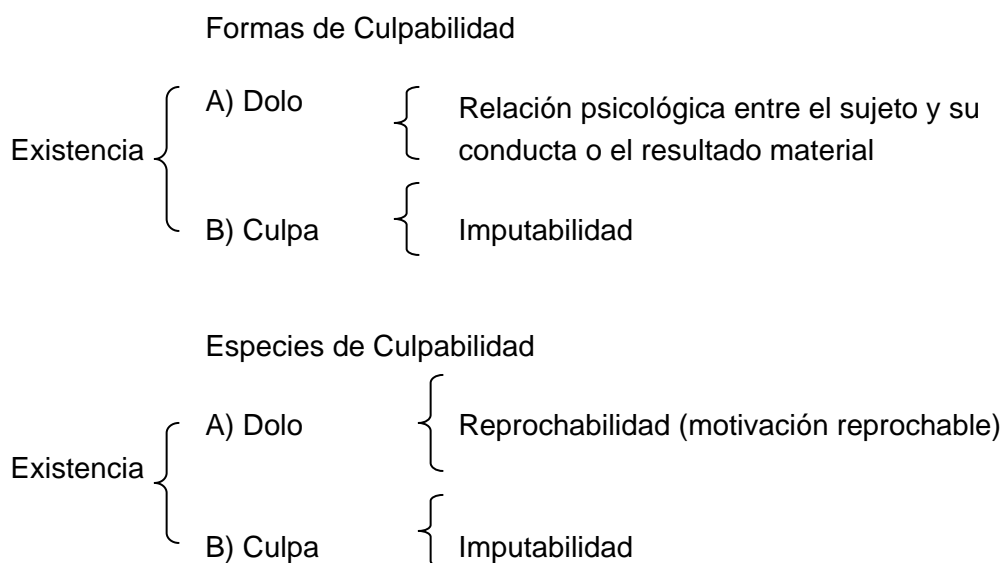 Formas de Culpabilidad
A) Dolo
Relación psicológica entre el sujeto y su
Existencia
conducta o el resultado material
B) Culpa
Imputabilidad
Especies de Culpabilidad
A) Dolo
Reprochabilidad (motivación reprochable)
Existencia
B) Culpa
Imputabilidad